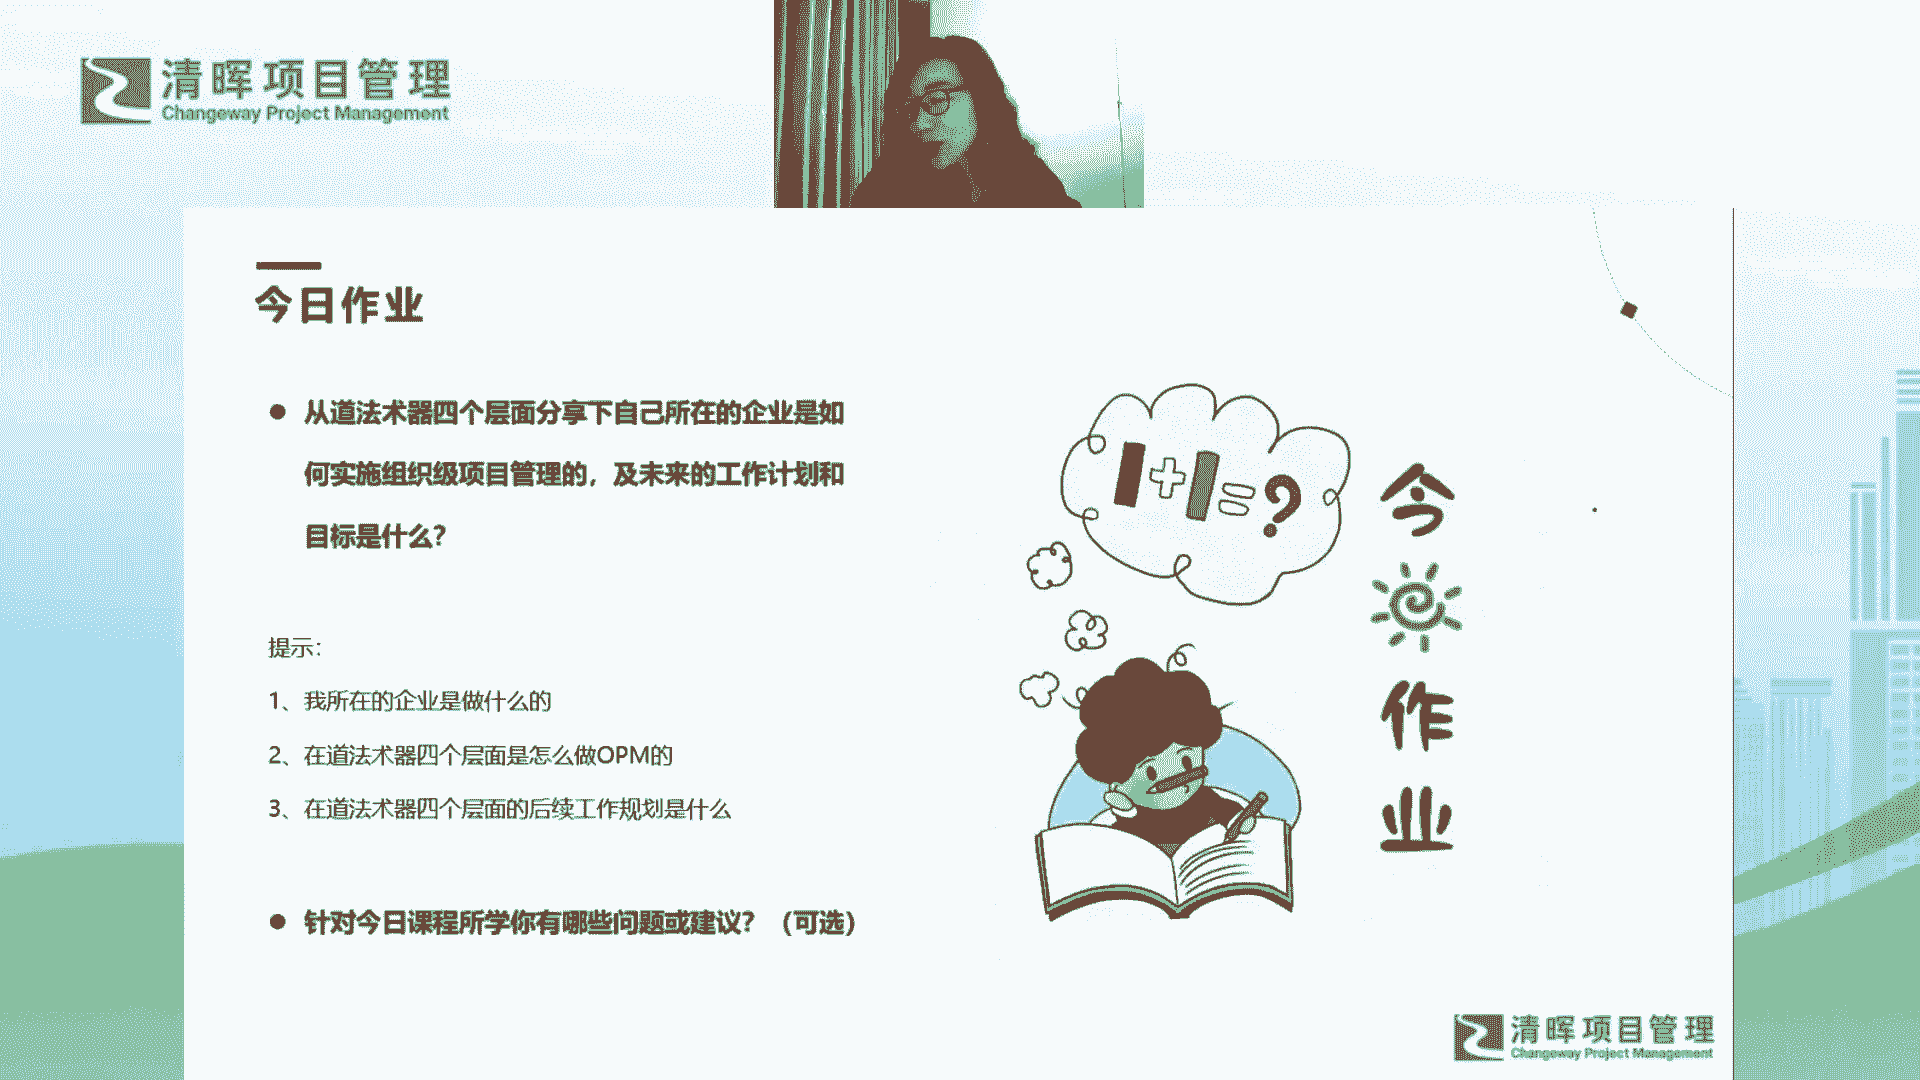 清晖项目管理
Changeway Project Management
今日作业
● 从道法术器四个层面分享下自己所在的企业是如
何实施组织级项目管理的，及未来的工作计划和
目标是什么？
提示：
1、我所在的企业是做什么的
2、在道法术器四个层面是怎么做OPM的
3、在道法术器四个层面的后续工作规划是什么
● 针对今日课程所学你有哪些问题或建议？（可选）
1+1=?
今
作
业
清晖项目管理
Changeway Project Management